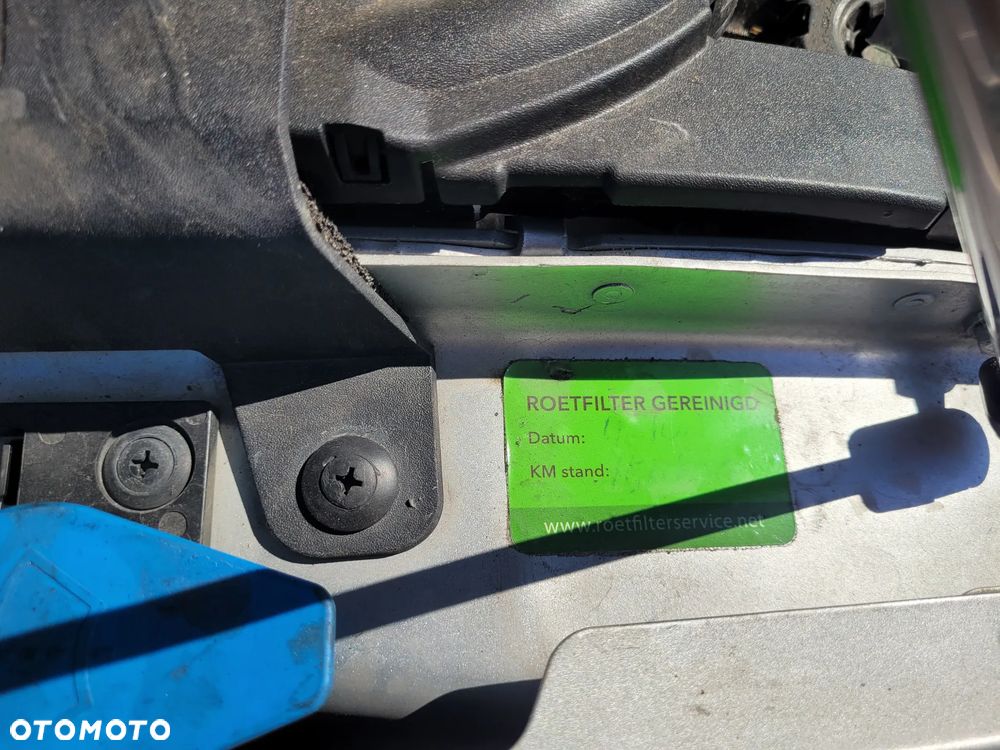 ROETFILTER GEREINIGD
Datum:
KM stand:
www.roetfilterservice.net
OTOMOTO